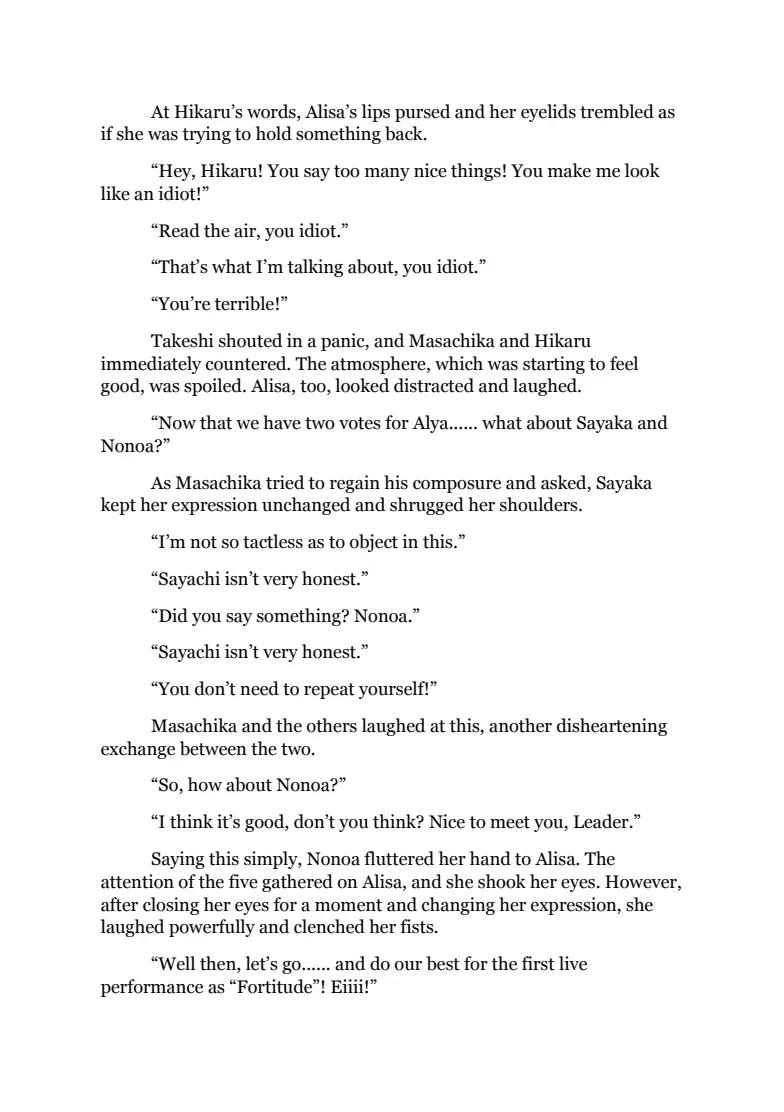 At Hikaru’s words, Alisa’s lips pursed and her eyelids trembled as
if she was trying to hold something back.
“Hey, Hikaru! You say too many nice things! You make me look
like an idiot!”
“Read the air, you idiot.”
“That’s what I’m talking about, you idiot.”
“You’re terrible!”
Takeshi shouted in a panic, and Masachika and Hikaru
immediately countered. The atmosphere, which was starting to feel
good, was spoiled. Alisa, too, looked distracted and laughed.
“Now that we have two votes for Alya...... what about Sayaka and
Nonoa?”
As Masachika tried to regain his composure and asked, Sayaka
kept her expression unchanged and shrugged her shoulders.
“I’m not so tactless as to object in this.”
“Sayachi isn’t very honest.”
“Did you say something? Nonoa.”
“Sayachi isn’t very honest.”
“You don’t need to repeat yourself!”
Masachika and the others laughed at this, another disheartening
exchange between the two.
“So, how about Nonoa?”
“I think it’s good, don’t you think? Nice to meet you, Leader.”
Saying this simply, Nonoa fluttered her hand to Alisa. The
attention of the five gathered on Alisa, and she shook her eyes. However,
after closing her eyes for a moment and changing her expression, she
laughed powerfully and clenched her fists.
“Well then, let’s go...... and do our best for the first live
performance as “Fortitude”! Eiiii!”